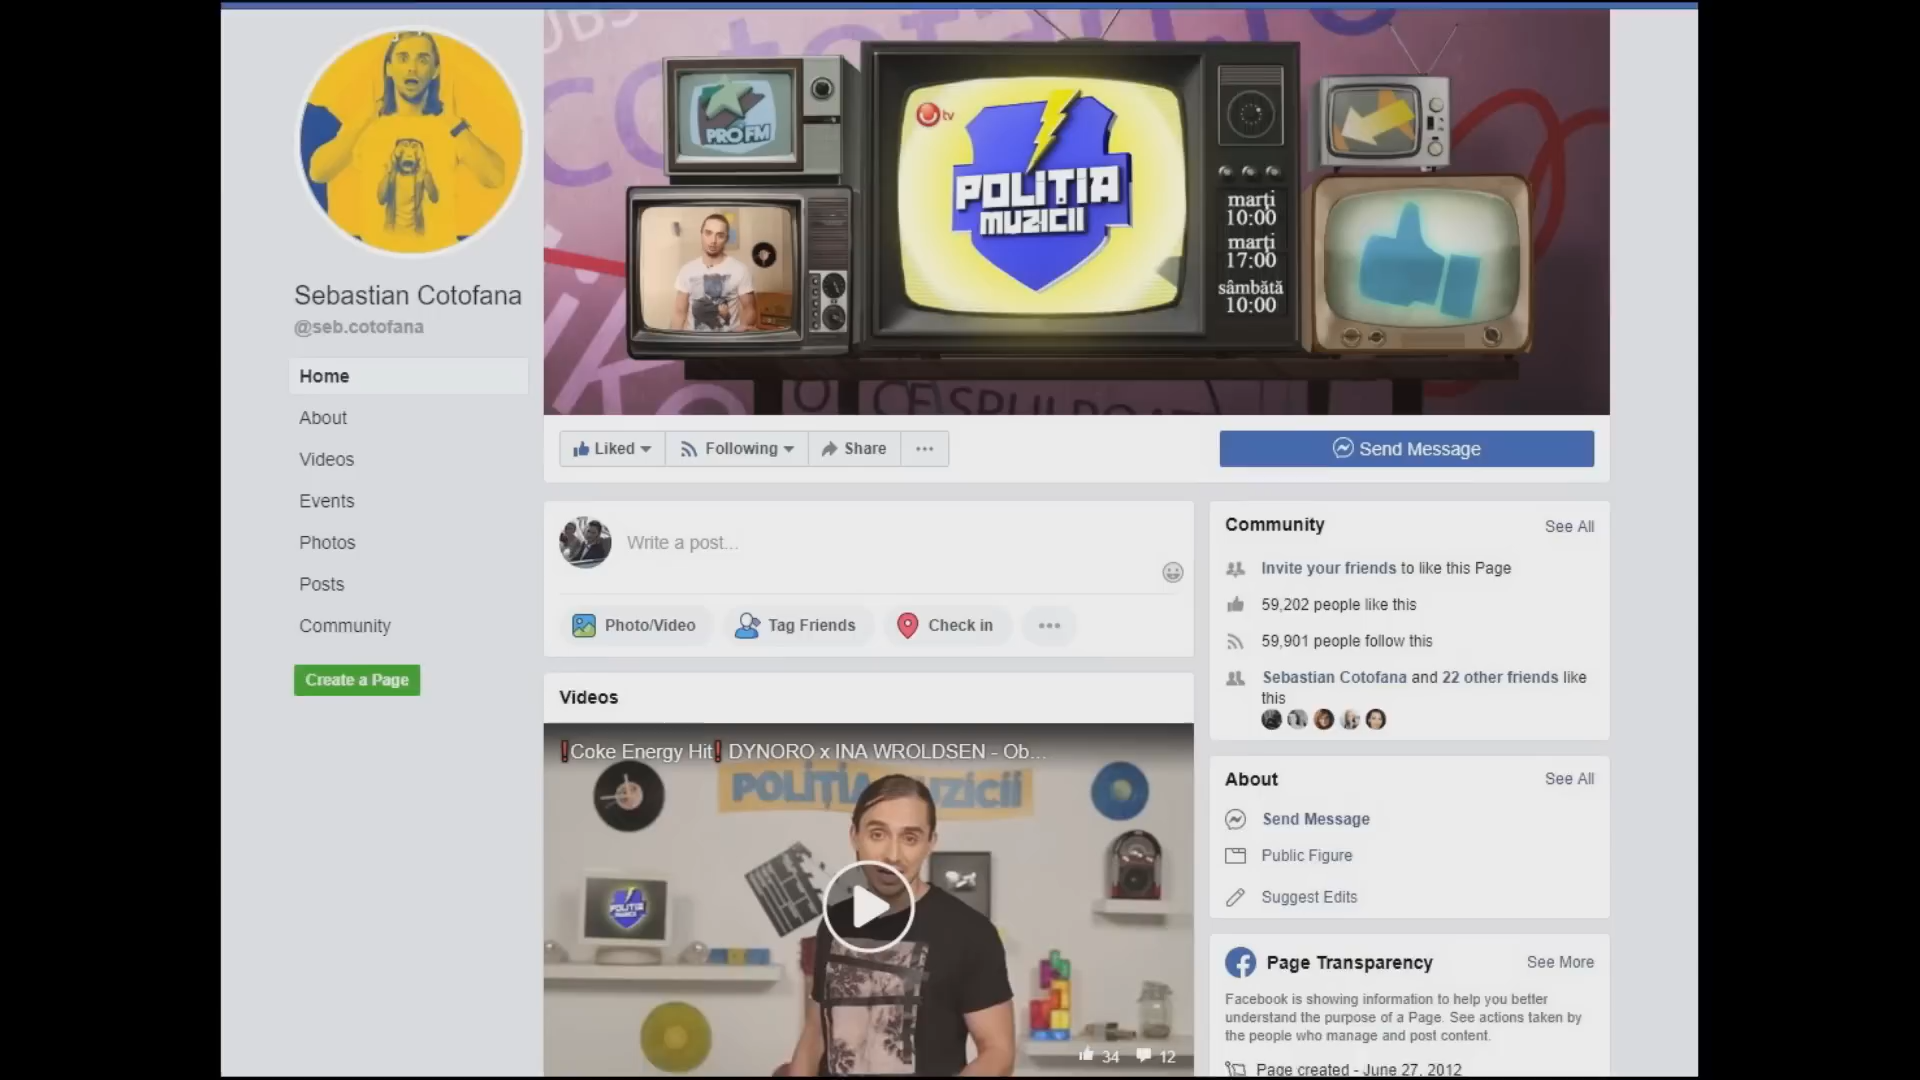 Sebastian Cotofana
@seb.cotofana
Home
About
Videos
Events
Photos
Posts
Community
Create a Page
PRO FM
tv
POLIȚIA
MUZICII
marți
10:00
marți
17:00
sâmbătă
10:00
Liked
Following
Share
Send Message
Write a post...
Photo/Video
Tag Friends
Check in
Videos
❗Coke Energy Hit❗ DYNORO x INA WROLDSEN - Ob...
POLIȚIA MUZICII
POLIȚIA
MUZICII
34
12
Community
See All
Invite your friends to like this Page
59,202 people like this
59,901 people follow this
Sebastian Cotofana and 22 other friends like
this
About
See All
Send Message
Public Figure
Suggest Edits
Page Transparency
See More
Facebook is showing information to help you better
understand the purpose of a Page. See actions taken by
the people who manage and post content.
Page created - June 27, 2012